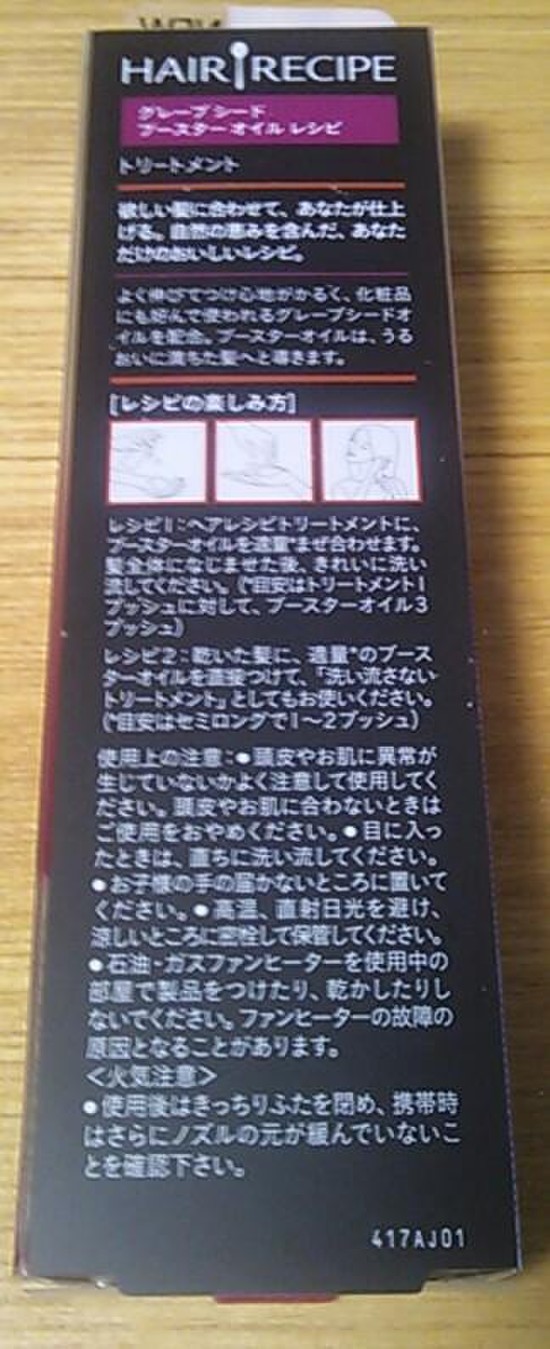 HAIR RECIPE
グレープ シード
ブースター オイル レシピ
トリートメント
欲しい髪に合わせて、あなたが仕上
げる。自然の恵みを含んだ、あなた
だけのおいしいレシピ。
よく伸びてつけ心地がかるく、化粧品
にも好んで使われるグレープシードオ
イルを配合。ブースターオイルは、うる
おいに満ちた髪へと導きます。
[レシピの楽しみ方]
レシピ1:ヘアレシピトリートメントに、
ブースターオイルを適量*まぜ合わせます。
髪全体になじませた後、きれいに洗い
流してください。(*目安はトリートメント1
プッシュに対して、ブースターオイル3
プッシュ)
レシピ2:乾いた髪に、適量*のブース
ターオイルを直接つけて、「洗い流さない
トリートメント」としてもお使いください。
(*目安はセミロングで1〜2プッシュ)
使用上の注意:●頭皮やお肌に異常が
生じていないかよく注意して使用してく
ださい。頭皮やお肌に合わないときは
ご使用をおやめください。●目に入っ
たときは、直ちに洗い流してください。
●お子様の手の届かないところに置いて
ください。●高温、直射日光を避け、
涼しいところに密栓して保管してください。
●石油・ガスファンヒーターを使用中の
部屋で製品をつけたり、乾かしたりし
ないでください。ファンヒーターの故障の
原因となることがあります。
＜火気注意＞
●使用後はきっちりふたを閉め、携帯時
はさらにノズルの元が緩んでいないこ
とを確認下さい。
417AJ01